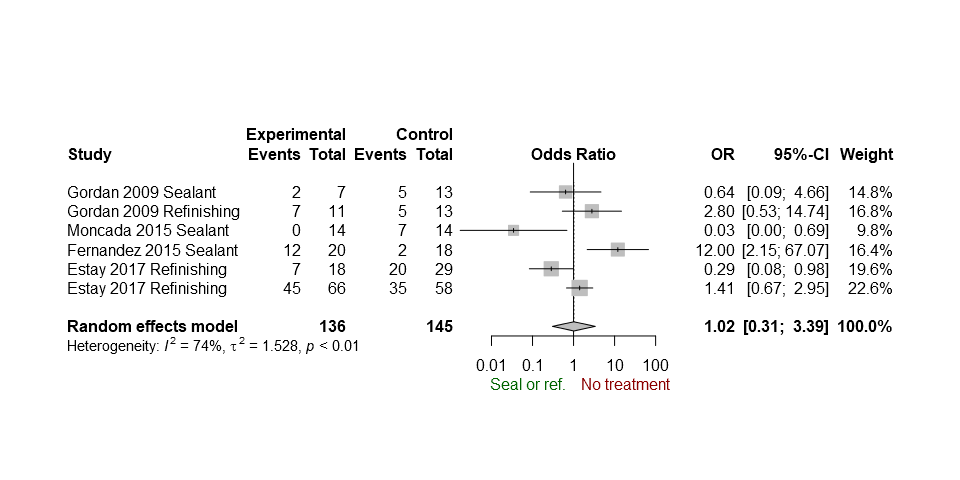 Experimental Control
Study Events Total Events Total Odds Ratio OR 95%-CI Weight
Gordan 2009 Sealant 2 7 5 13 0.64 [0.09; 4.66] 14.8%
Gordan 2009 Refinishing 7 11 5 13 2.80 [0.53; 14.74] 16.8%
Moncada 2015 Sealant 0 14 7 14 0.03 [0.00; 0.69] 9.8%
Fernandez 2015 Sealant 12 20 2 18 12.00 [2.15; 67.07] 16.4%
Estay 2017 Refinishing 7 18 20 29 0.29 [0.08; 0.98] 19.6%
Estay 2017 Refinishing 45 66 35 58 1.41 [0.67; 2.95] 22.6%
Random effects model 136 145 1.02 [0.31; 3.39] 100.0%
Heterogeneity: I² = 74%, τ² = 1.528, p < 0.01
0.01 0.1 1 10 100
Seal or ref. No treatment